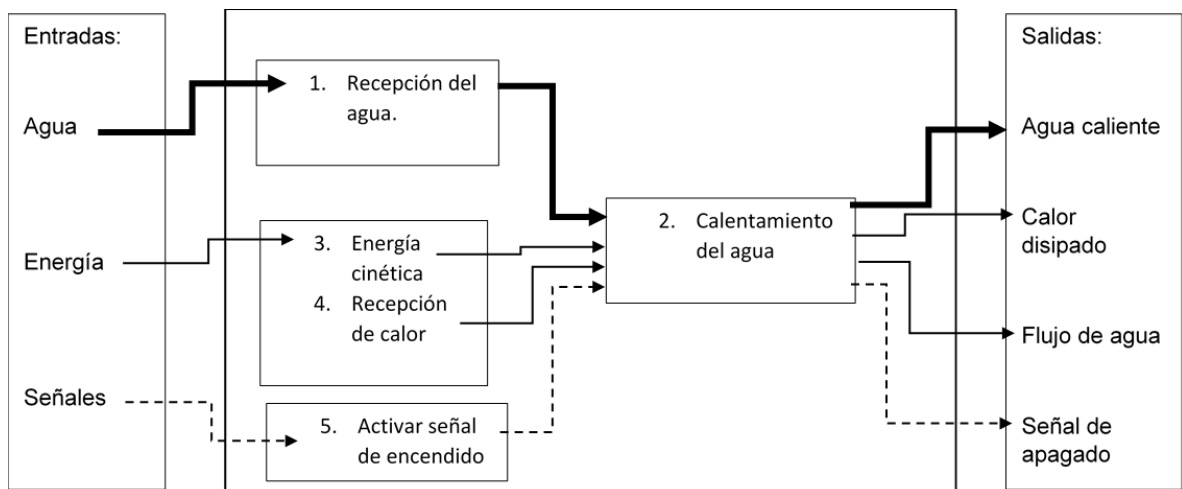 Entradas:
Agua
Energía
Señales
1. Recepción del
agua.
3. Energía
cinética
4. Recepción
de calor
5. Activar señal
de encendido
2. Calentamiento
del agua
Salidas:
Agua caliente
Calor
disipado
Flujo de agua
Señal de
apagado